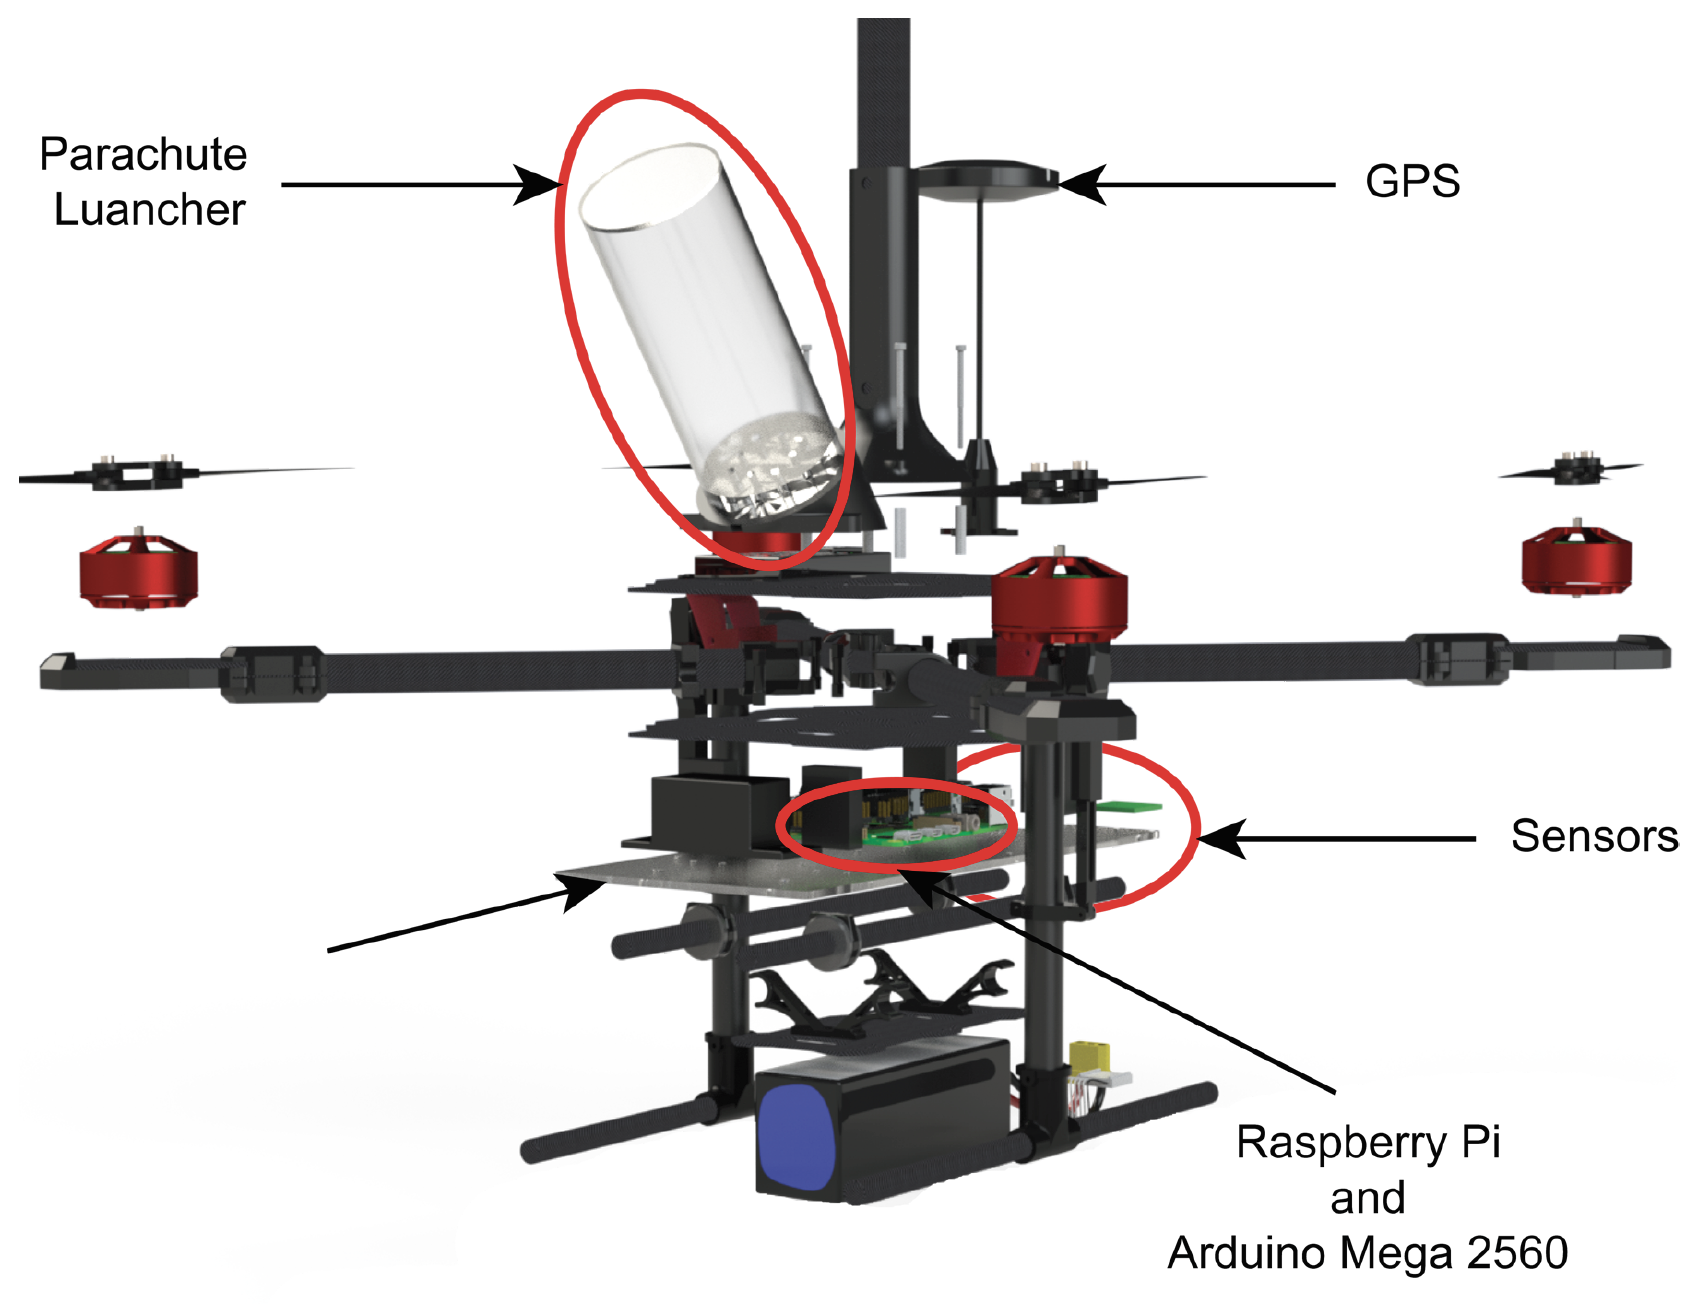 Parachute
Luancher
GPS
Sensors
Raspberry Pi
and
Arduino Mega 2560